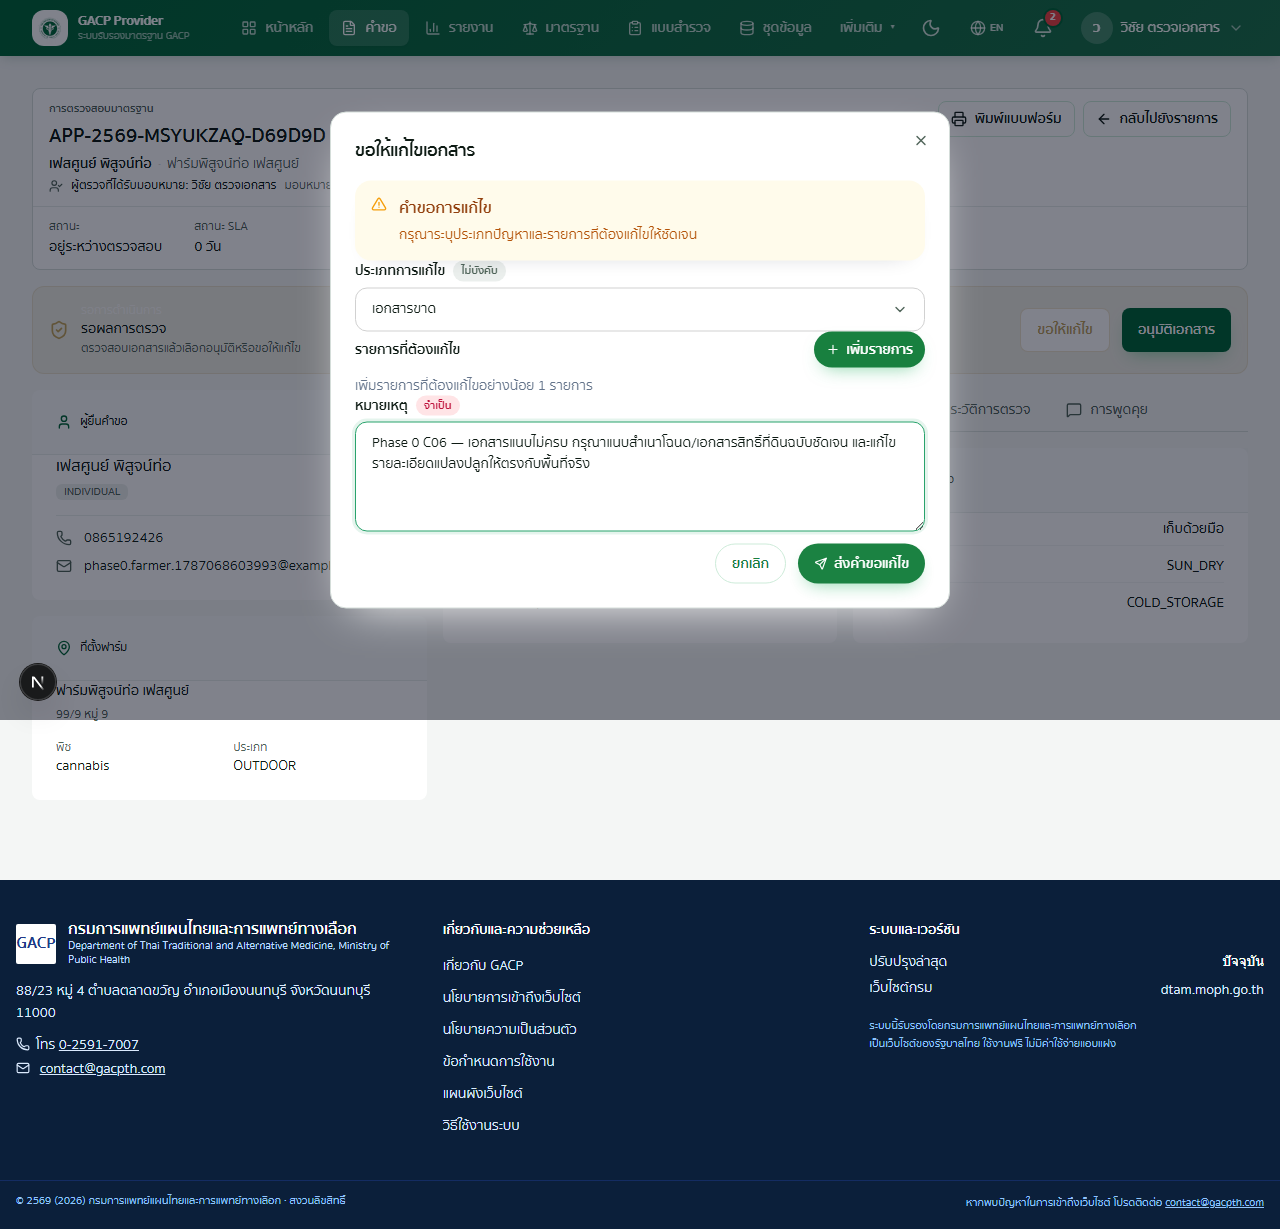 GACP Provider
ระบบรับรองมาตรฐาน GACP
หน้าหลัก
คำขอ
รายงาน
มาตรฐาน
แบบสำรวจ
ชุดข้อมูล
เพิ่มเติม
EN
2
ว
วิชัย ตรวจเอกสาร
การตรวจสอบมาตรฐาน
APP-2569-MSYUKZAQ-D69D9D
เฟสศูนย์ พิสูจน์ท่อ · ฟาร์มพิสูจน์ท่อ เฟสศูนย์
ผู้ตรวจที่ได้รับมอบหมาย: วิชัย ตรวจเอกสาร มอบหมาย
พิมพ์แบบฟอร์ม
กลับไปยังรายการ
สถานะ
อยู่ระหว่างตรวจสอบ
สถานะ SLA
0 วัน
รอผลการตรวจ
ตรวจสอบเอกสารแล้วเลือกอนุมัติหรือขอให้แก้ไข
ขอให้แก้ไข
อนุมัติเอกสาร
ขอให้แก้ไขเอกสาร
คำขอการแก้ไข
กรุณาระบุประเภทปัญหาและรายการที่ต้องแก้ไขให้ชัดเจน
ประเภทการแก้ไข ไม่บังคับ
เอกสารขาด
รายการที่ต้องแก้ไข
เพิ่มรายการ
เพิ่มรายการที่ต้องแก้ไขอย่างน้อย 1 รายการ
หมายเหตุ จำเป็น
Phase 0 C06 — เอกสารแนบไม่ครบ กรุณาแนบสำเนาโฉนด/เอกสารสิทธิ์ที่ดินฉบับชัดเจน และแก้ไข
รายละเอียดแปลงปลูกให้ตรงกับพื้นที่จริง
ยกเลิก
ส่งคำขอแก้ไข
ผู้ยื่นคำขอ
เฟสศูนย์ พิสูจน์ท่อ
INDIVIDUAL
0865192426
phase0.farmer.1787068603993@examp
ระวัติการตรวจ
การพูดคุย
เก็บด้วยมือ
SUN_DRY
COLD_STORAGE
ที่ตั้งฟาร์ม
ฟาร์มพิสูจน์ท่อ เฟสศูนย์
99/9 หมู่ 9
พืช
cannabis
ประเภท
OUTDOOR
N
GACP
กรมการแพทย์แผนไทยและการแพทย์ทางเลือก
Department of Thai Traditional and Alternative Medicine, Ministry of
Public Health
88/23 หมู่ 4 ตำบลตลาดขวัญ อำเภอเมืองนนทบุรี จังหวัดนนทบุรี
11000
โทร 0-2591-7007
contact@gacpth.com
เกี่ยวกับและความช่วยเหลือ
เกี่ยวกับ GACP
นโยบายการเข้าถึงเว็บไซต์
นโยบายความเป็นส่วนตัว
ข้อกำหนดการใช้งาน
แผนผังเว็บไซต์
วิธีใช้งานระบบ
ระบบและเวอร์ชัน
ปรับปรุงล่าสุด
ปัจจุบัน
เว็บไซต์กรม
dtam.moph.go.th
ระบบนี้รับรองโดยกรมการแพทย์แผนไทยและการแพทย์ทางเลือก
เป็นเว็บไซต์ของรัฐบาลไทย ใช้งานฟรี ไม่มีค่าใช้จ่ายแอบแฝง
© 2569 (2026) กรมการแพทย์แผนไทยและการแพทย์ทางเลือก · สงวนลิขสิทธิ์
หากพบปัญหาในการเข้าถึงเว็บไซต์ โปรดติดต่อ contact@gacpth.com